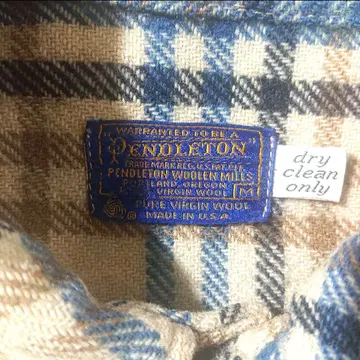 "WARRANTED TO BE A
PENDLETON"
TRADE MARK REG. U.S. PAT. OFF.
PENDLETON WOOLEN MILLS
PORTLAND, OREGON
VIRGIN WOOL M
PURE VIRGIN WOOL
MADE IN U.S.A.
dry
clean
only